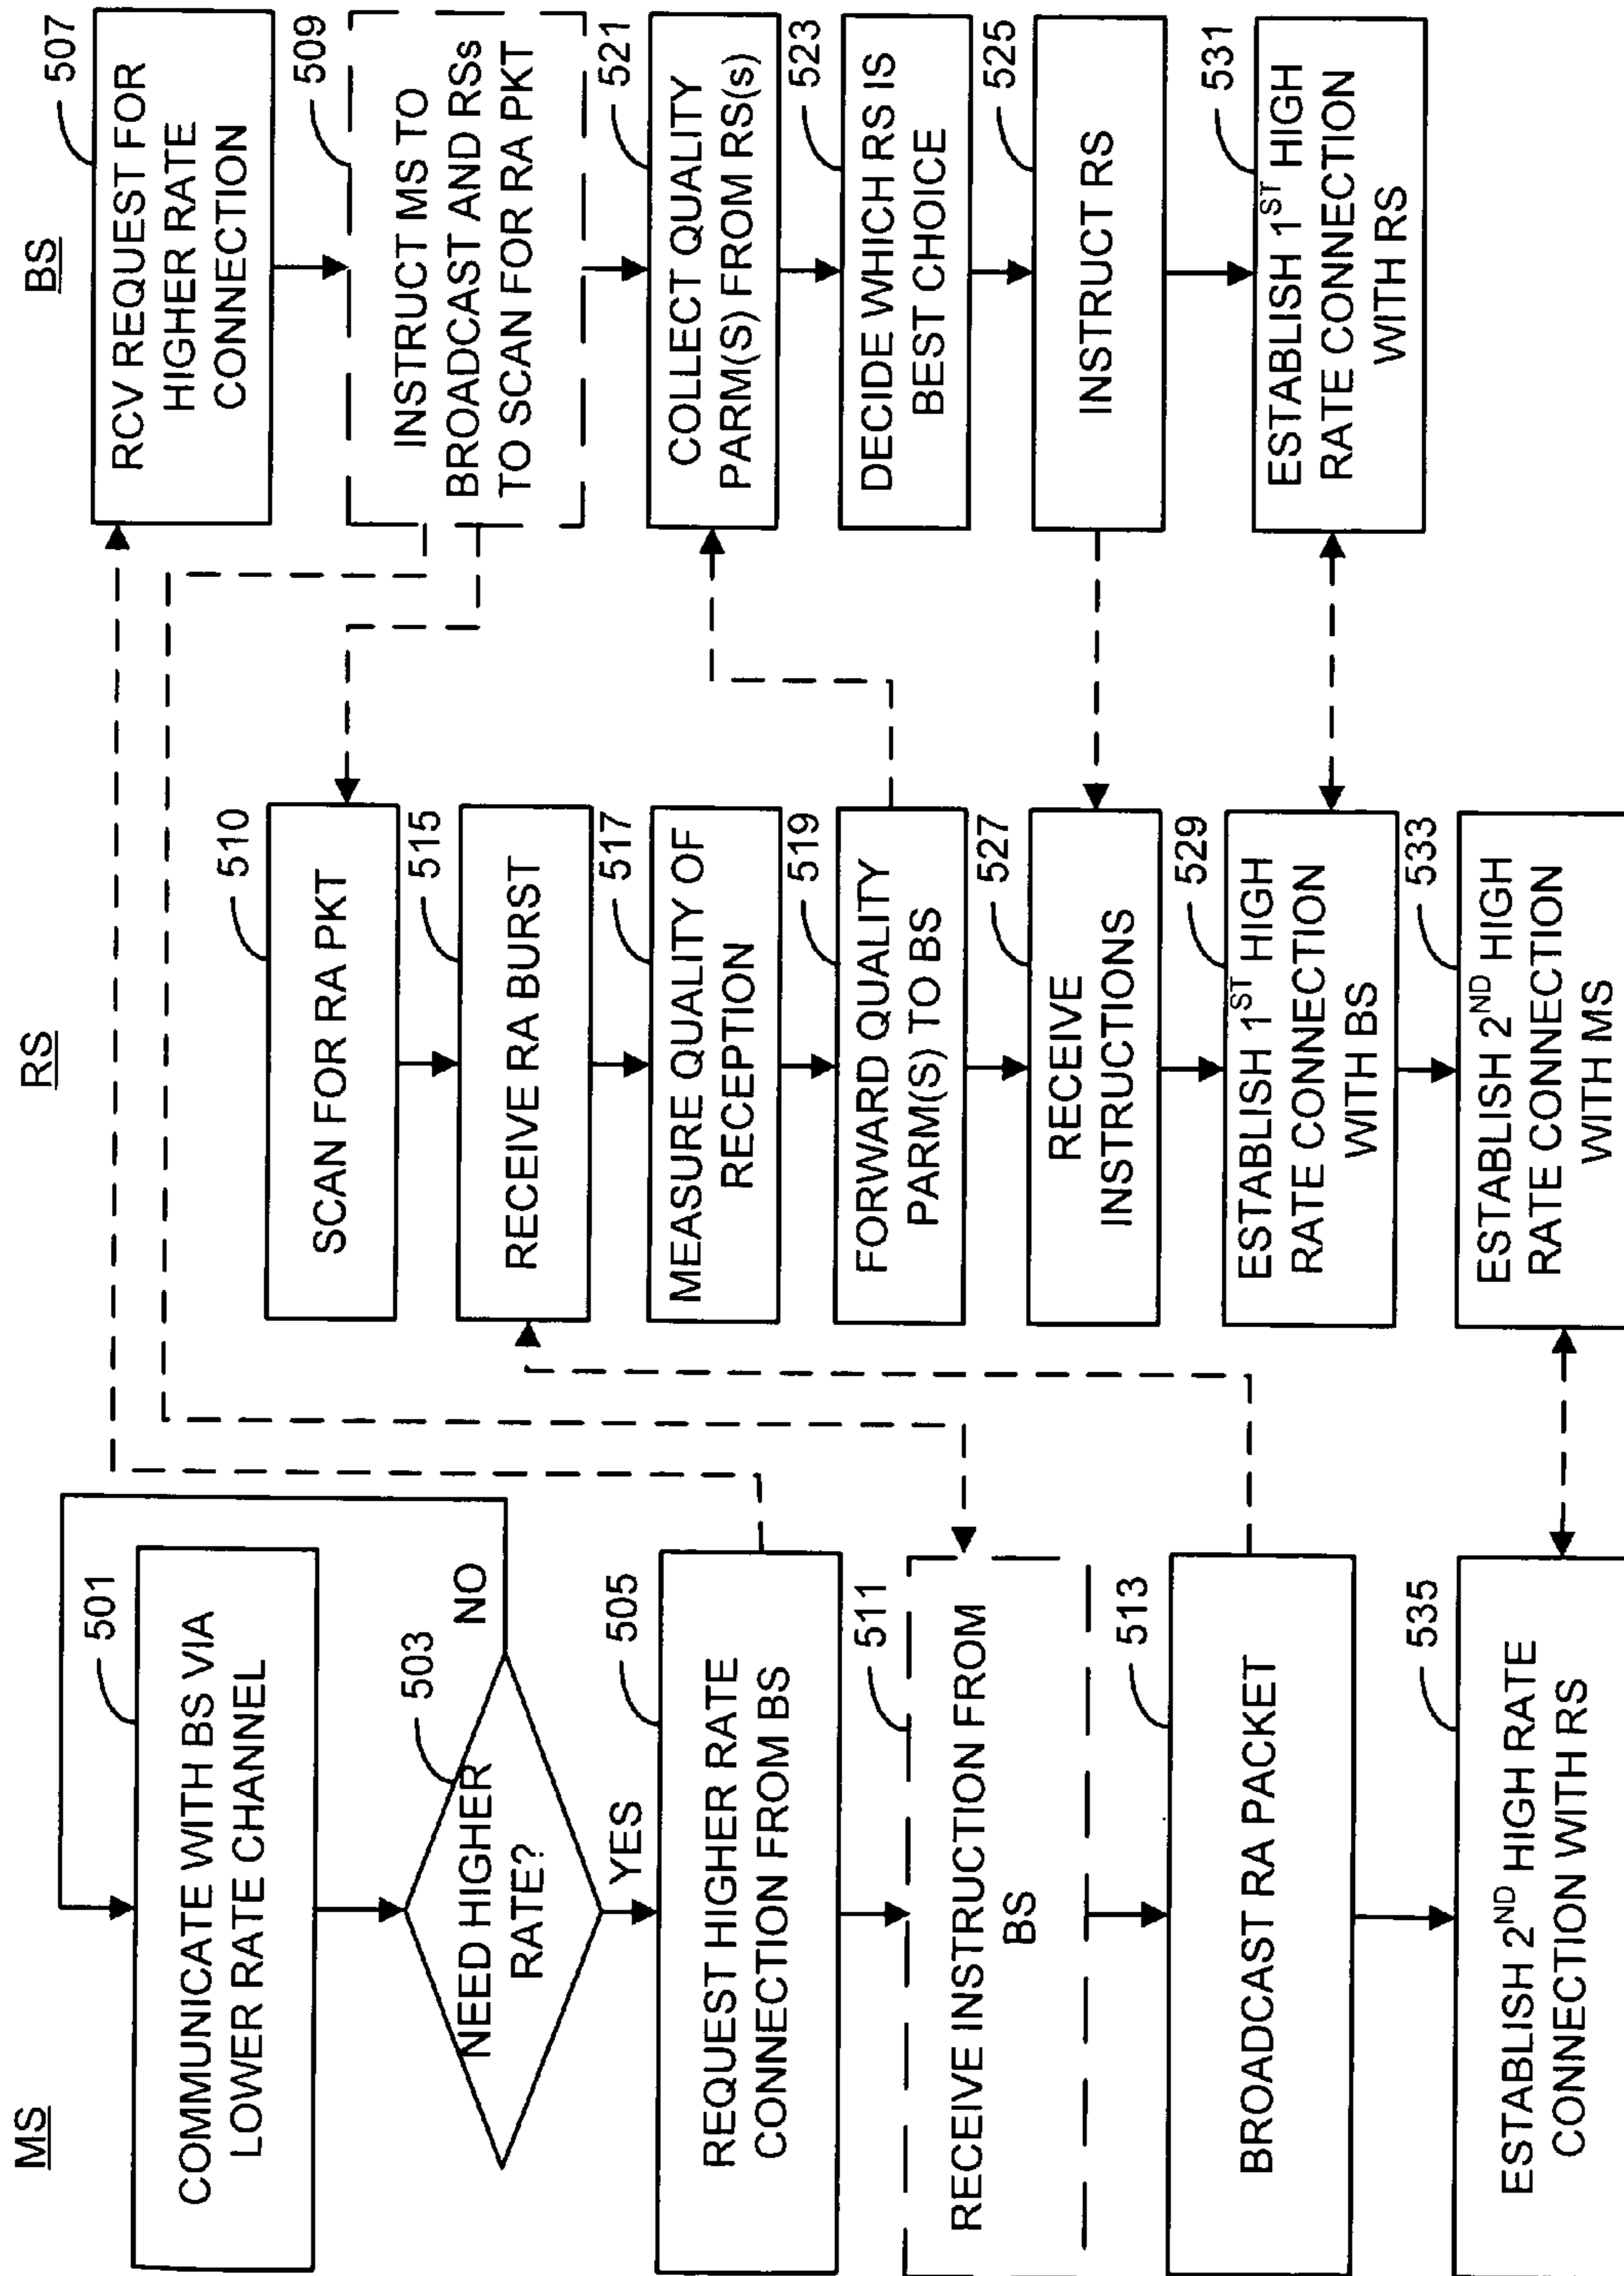 MS
501
COMMUNICATE WITH BS VIA
LOWER RATE CHANNEL
503
NEED HIGHER
RATE?
NO
YES
505
REQUEST HIGHER RATE
CONNECTION FROM BS
511
RECEIVE INSTRUCTION FROM
BS
513
BROADCAST RA PACKET
535
ESTABLISH 2ND HIGH RATE
CONNECTION WITH RS
RS
510
SCAN FOR RA PKT
515
RECEIVE RA BURST
517
MEASURE QUALITY OF
RECEPTION
519
FORWARD QUALITY
PARM(S) TO BS
527
RECEIVE
INSTRUCTIONS
529
ESTABLISH 1ST HIGH
RATE CONNECTION
WITH BS
533
ESTABLISH 2ND HIGH
RATE CONNECTION
WITH MS
BS
507
RCV REQUEST FOR
HIGHER RATE
CONNECTION
509
INSTRUCT MS TO
BROADCAST AND RSs
TO SCAN FOR RA PKT
521
COLLECT QUALITY
PARM(S) FROM RS(s)
523
DECIDE WHICH RS IS
BEST CHOICE
525
INSTRUCT RS
531
ESTABLISH 1ST HIGH
RATE CONNECTION
WITH RS